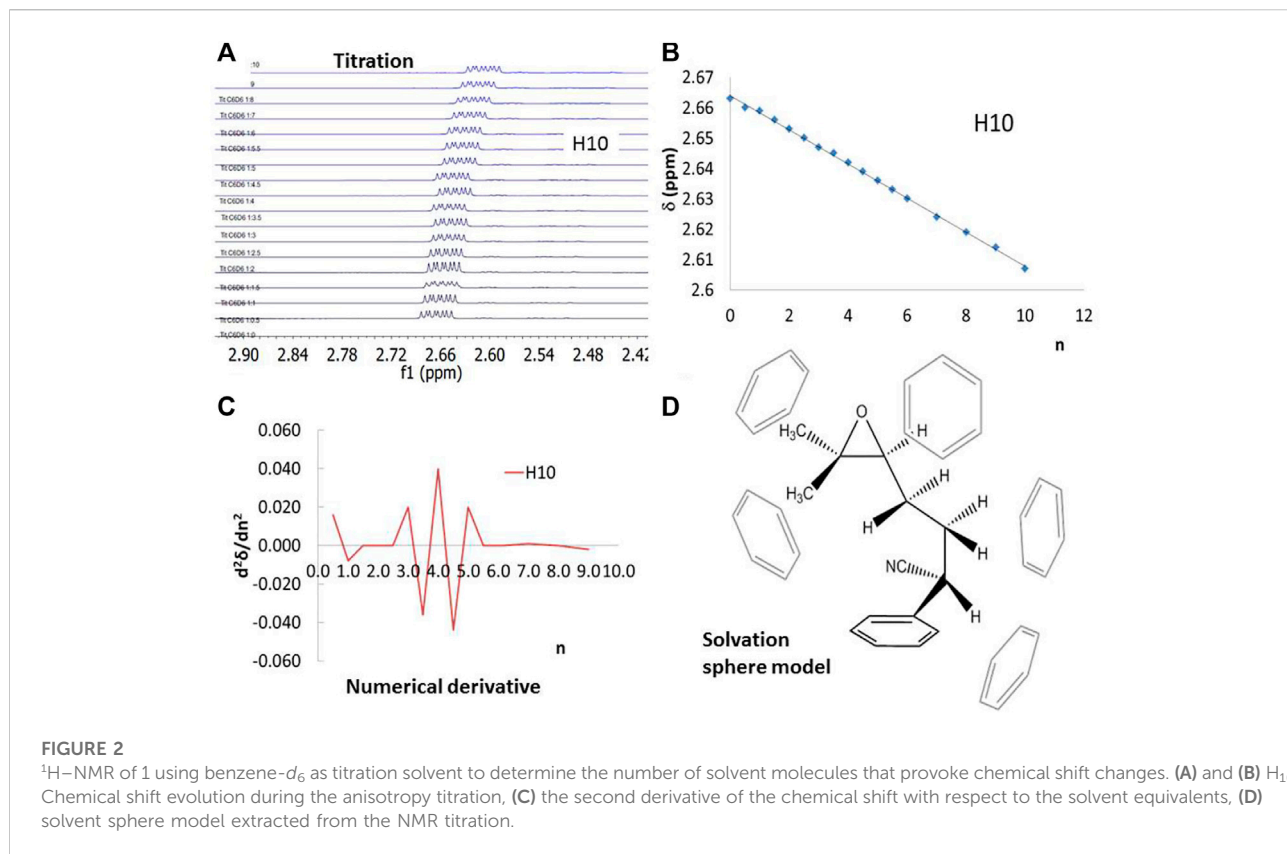 A
Titration
:10
9
Tit C6D6 1:8
Tit C6D6 1:7
Tit C6D6 1:6
Tit C6D6 1:5.5
Tit C6D6 1:5
Tit C6D6 1:4.5
Tit C6D6 1:4
Tit C6D6 1:3.5
Tit C6D6 1:3
Tit C6D6 1:2.5
Tit C6D6 1:2
Tit C6D6 1:1.5
Tit C6D6 1:1
Tit C6D6 1:0.5
Tit C6D6 1:0
H10
2.90 2.84 2.78 2.72 2.66 2.60 2.54 2.48 2.42
f1 (ppm)
B
H10
δ (ppm)
2.67
2.66
2.65
2.64
2.63
2.62
2.61
2.6
0 2 4 6 8 10 12
n
C
d²δ/dn²
0.060
0.040
0.020
0.000
-0.020
-0.040
-0.060
H10
0.0 1.0 2.0 3.0 4.0 5.0 6.0 7.0 8.0 9.0 10.0
n
Numerical derivative
D
O
H₃C
H
H₃C
H
H
H
H
NC
H
Solvation
sphere model
FIGURE 2
¹H–NMR of 1 using benzene-d₆ as titration solvent to determine the number of solvent molecules that provoke chemical shift changes. (A) and (B) H₁
Chemical shift evolution during the anisotropy titration, (C) the second derivative of the chemical shift with respect to the solvent equivalents, (D)
solvent sphere model extracted from the NMR titration.